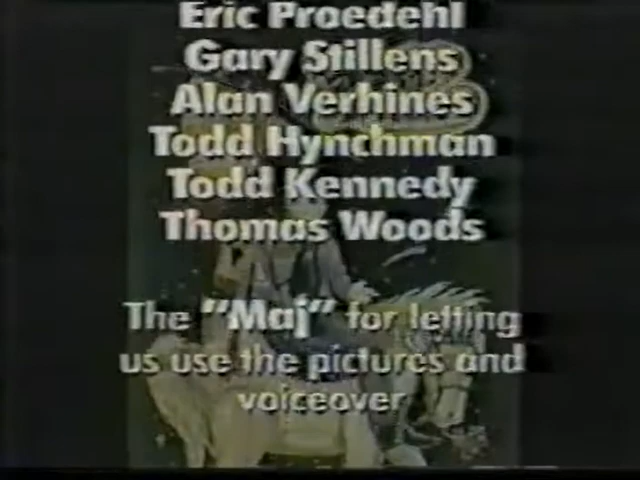 Eric Proedehl
Gary Stillens
Alan Verhines
Todd Hynchman
Todd Kennedy
Thomas Woods
The "Maj" for letting
us use the pictures and
voiceover